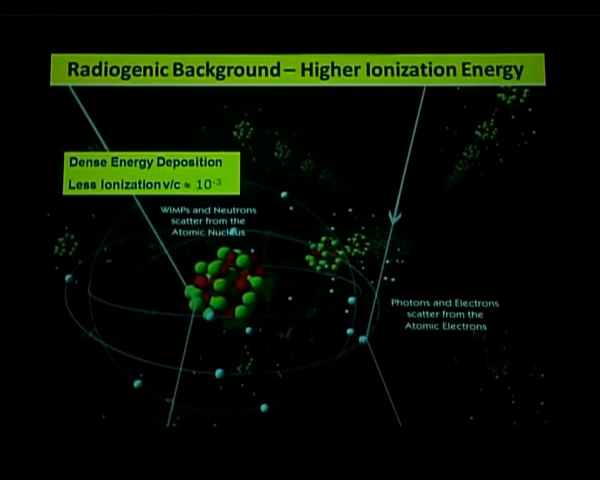 Radiogenic Background – Higher Ionization Energy
Dense Energy Deposition
Less Ionization v/c ≈ 10⁻³
WIMPs and Neutrons
scatter from the
Atomic Nucleus
Photons and Electrons
scatter from the
Atomic Electrons